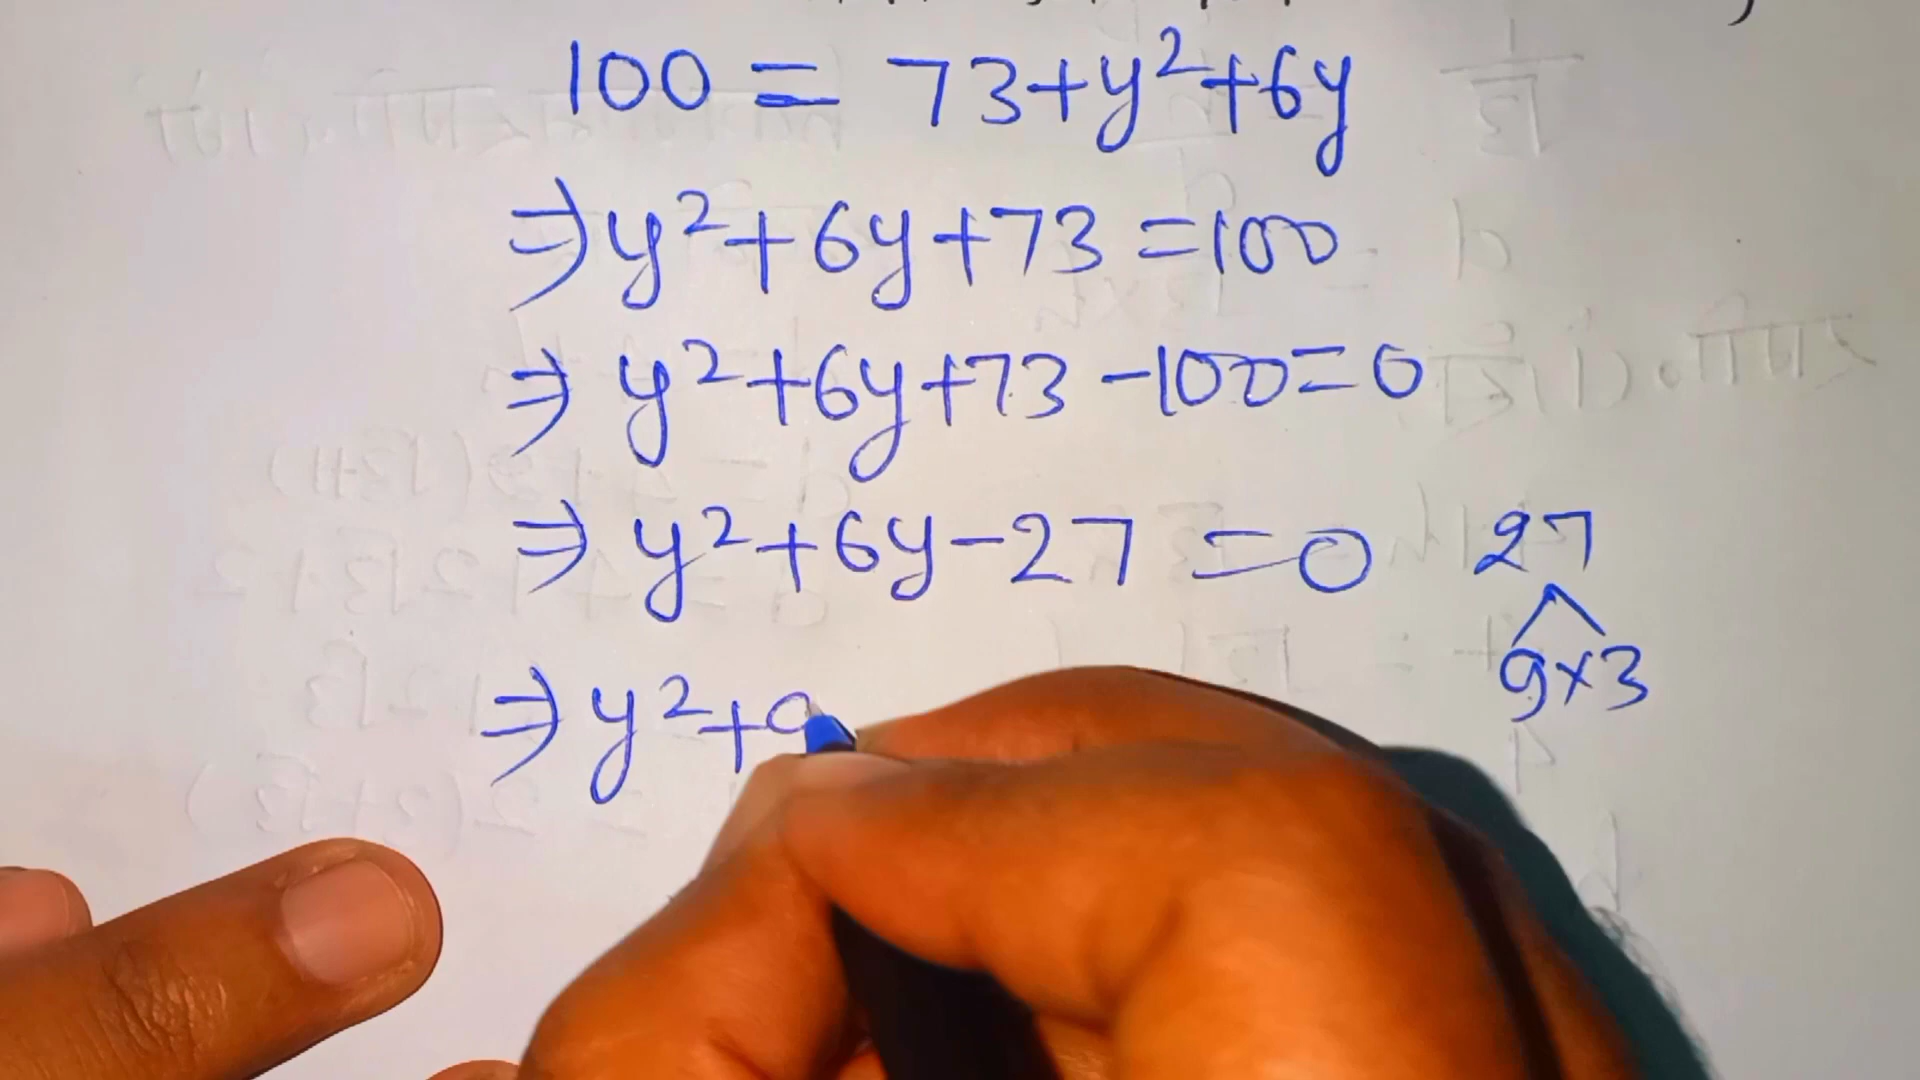 100 = 73+y²+6y
⇒y²+6y+73=100
⇒ y²+6y+73-100=0
⇒ y²+6y-27=0
27
9×3
⇒y²+9